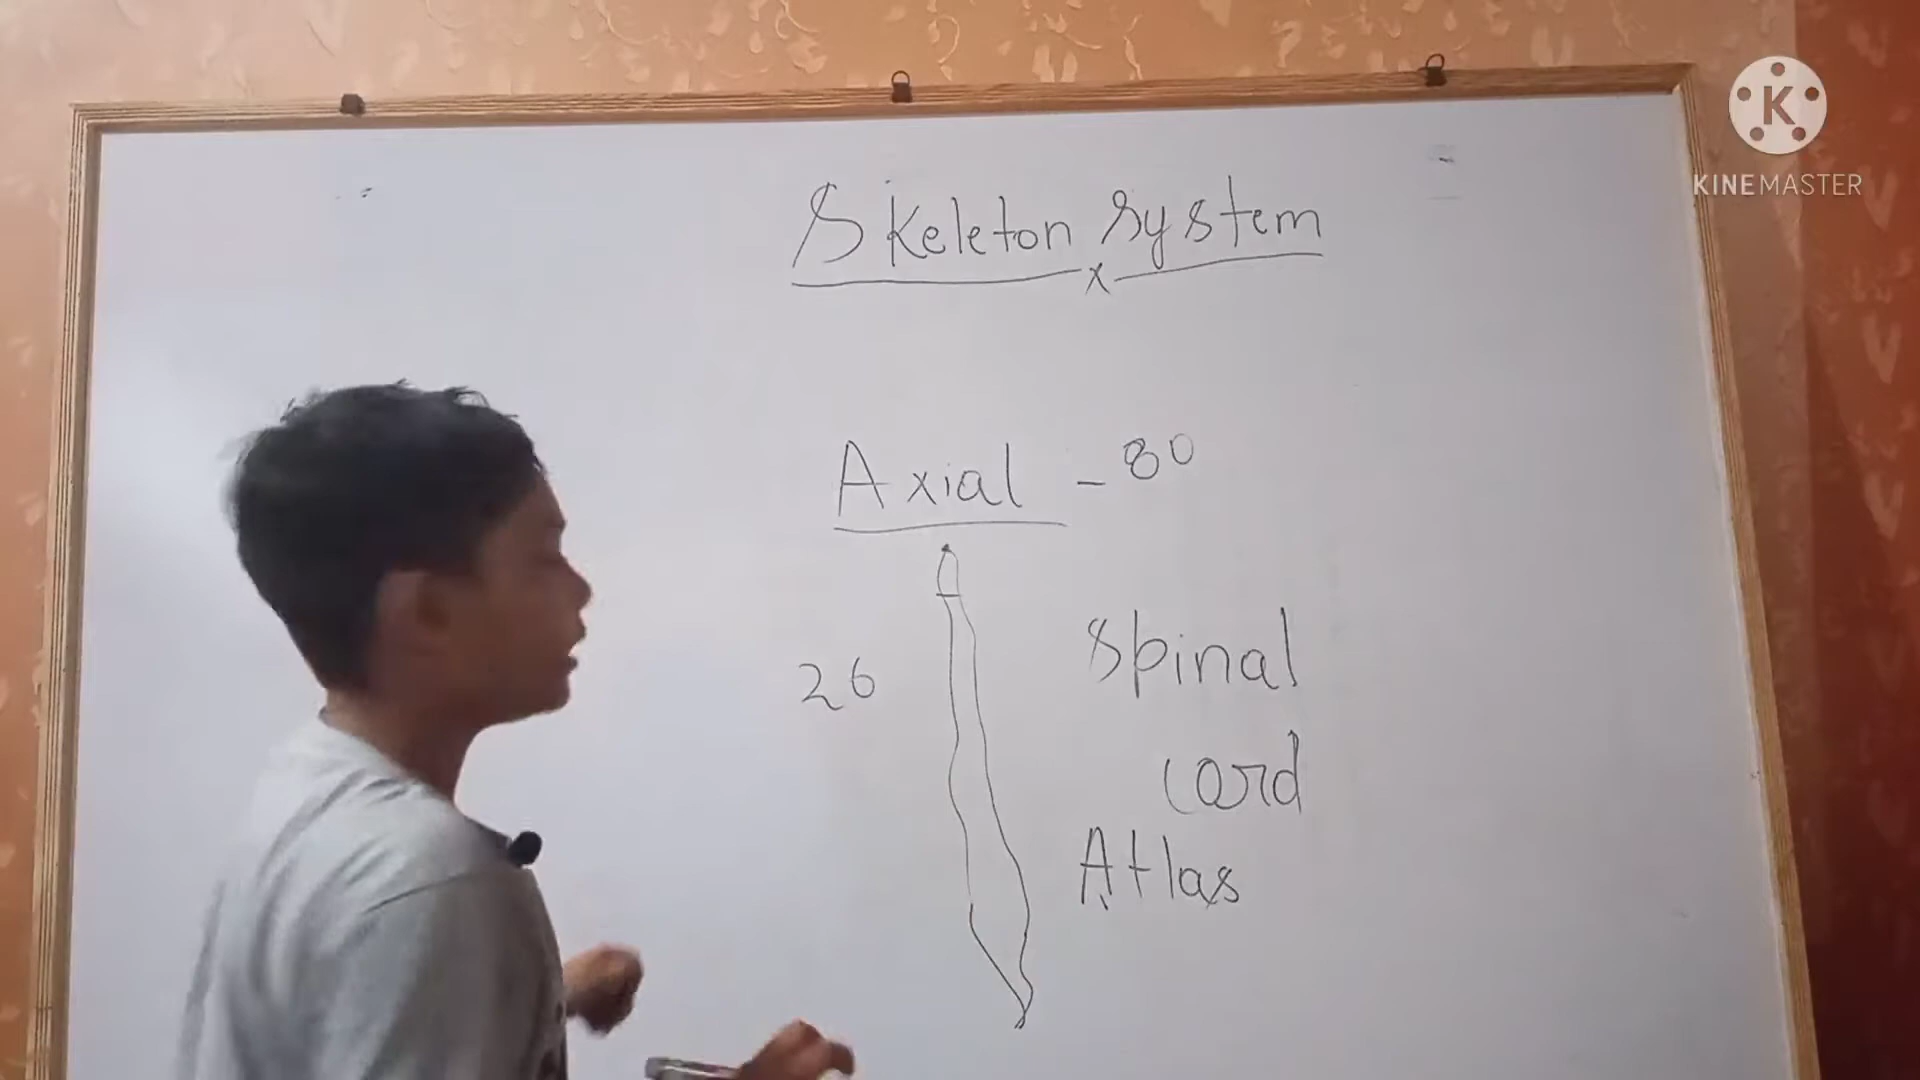 KINEMASTER
Skeleton System
x
Axial - 80
26
Spinal
Cord
Atlas